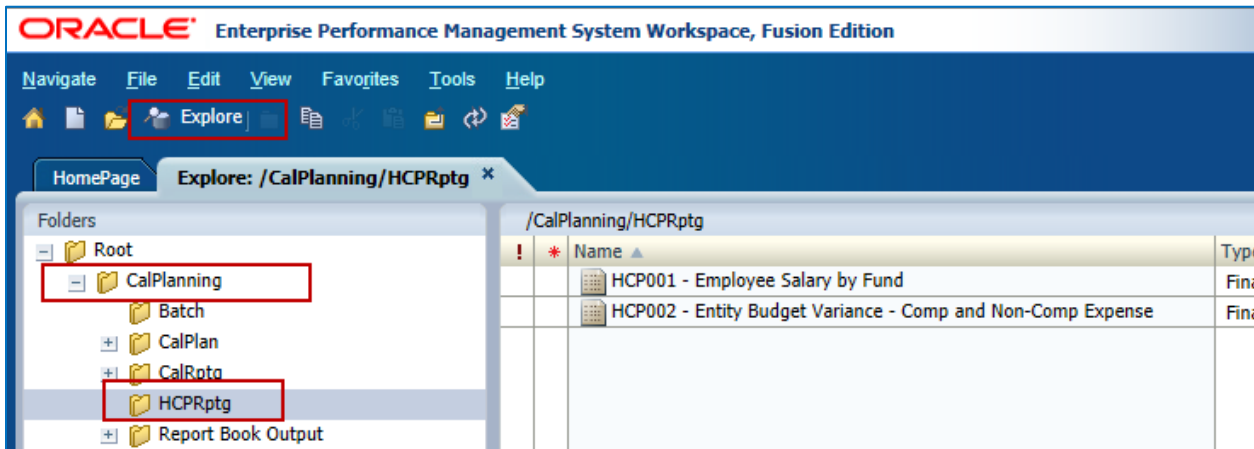 ORACLE Enterprise Performance Management System Workspace, Fusion Edition
Navigate File Edit View Favorites Tools Help
Explore
HomePage Explore: /CalPlanning/HCPRptg ×
Folders
/CalPlanning/HCPRptg
Root
! * Name
CalPlanning
HCP001 - Employee Salary by Fund
Batch
HCP002 - Entity Budget Variance - Comp and Non-Comp Expense
CalPlan
CalRptg
HCPRptg
Report Book Output